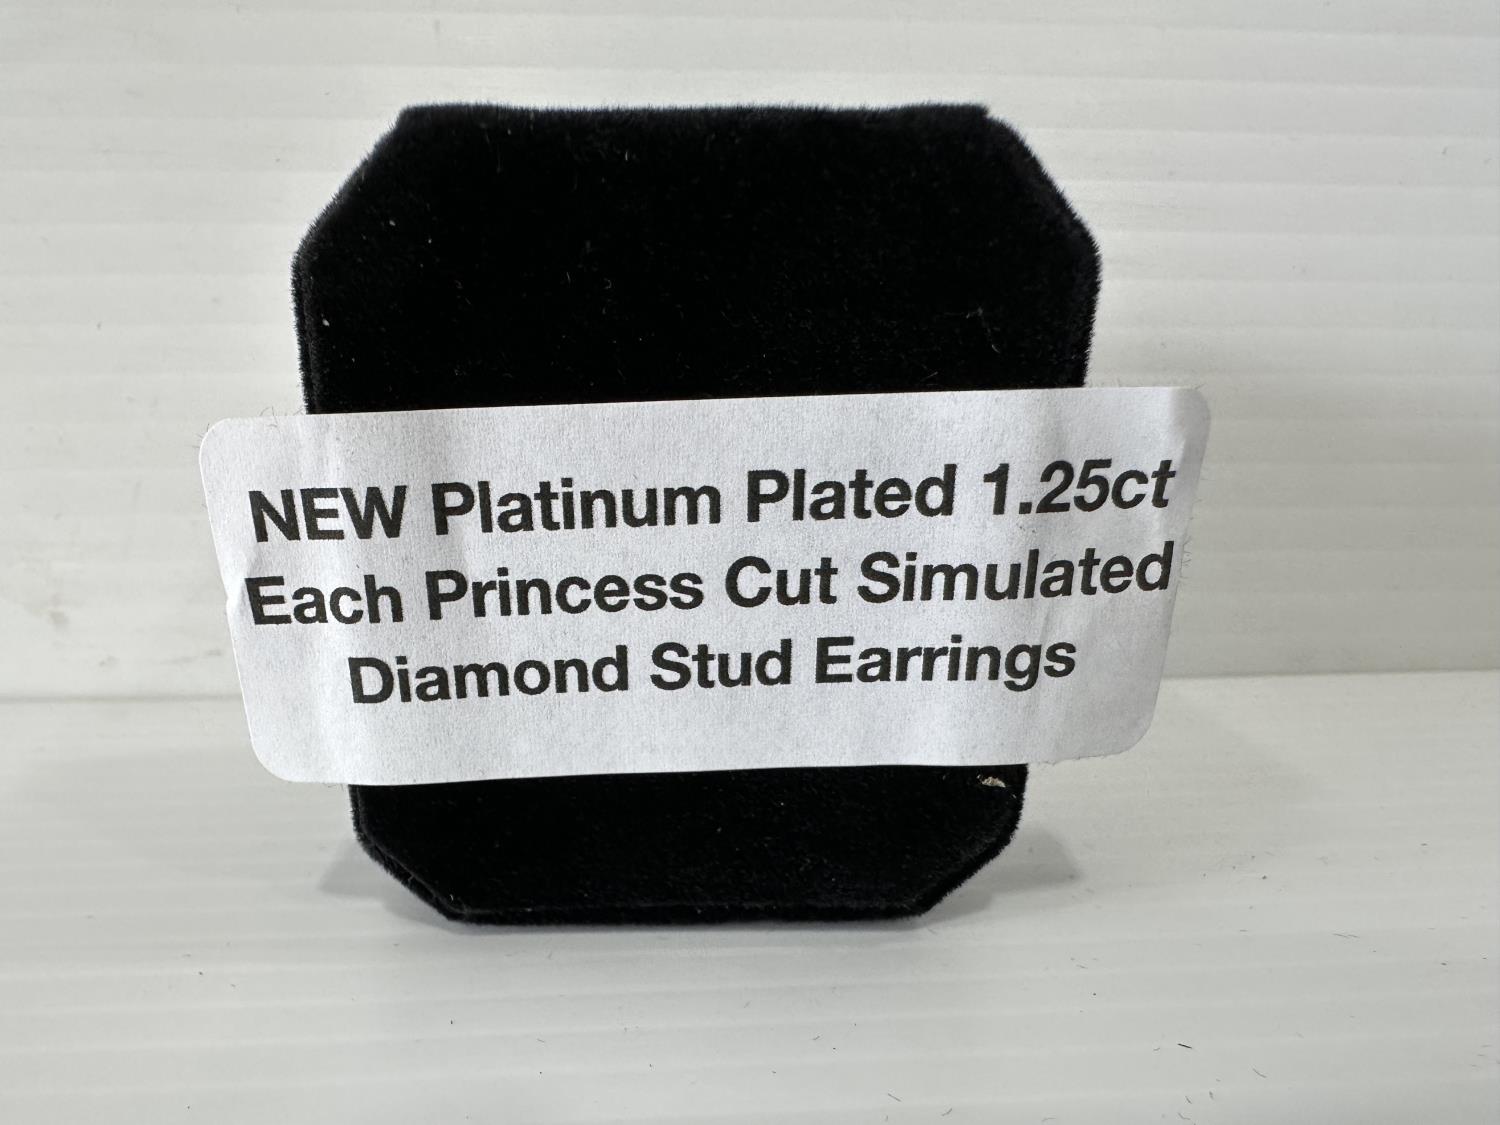 NEW Platinum Plated 1.25ct
Each Princess Cut Simulated
Diamond Stud Earrings